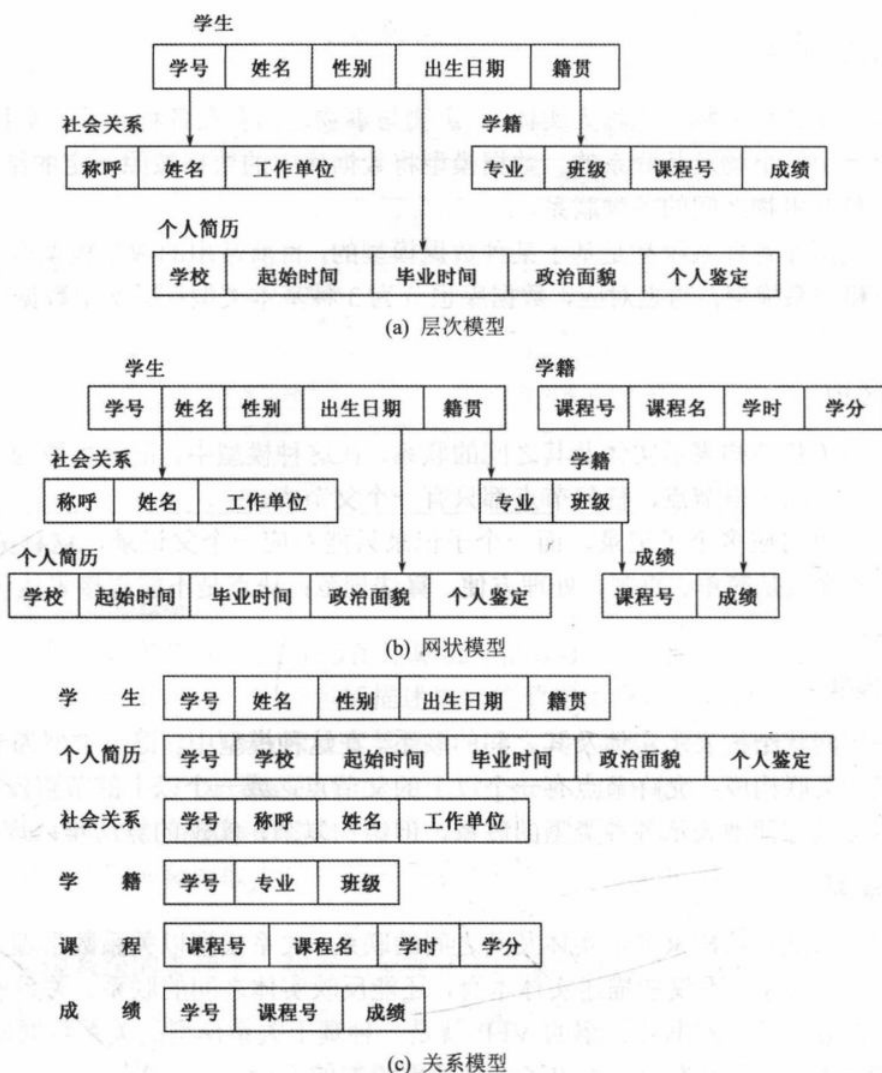 学生
学号 姓名 性别 出生日期 籍贯
社会关系 学籍
称呼 姓名 工作单位 专业 班级 课程号 成绩
个人简历
学校 起始时间 毕业时间 政治面貌 个人鉴定
(a) 层次模型
学生 学籍
学号 姓名 性别 出生日期 籍贯 课程号 课程名 学时 学分
社会关系 学籍
称呼 姓名 工作单位 专业 班级
个人简历 成绩
学校 起始时间 毕业时间 政治面貌 个人鉴定 课程号 成绩
(b) 网状模型
学生 学号 姓名 性别 出生日期 籍贯
个人简历 学号 学校 起始时间 毕业时间 政治面貌 个人鉴定
社会关系 学号 称呼 姓名 工作单位
学籍 学号 专业 班级
课程 课程号 课程名 学时 学分
成绩 学号 课程号 成绩
(c) 关系模型